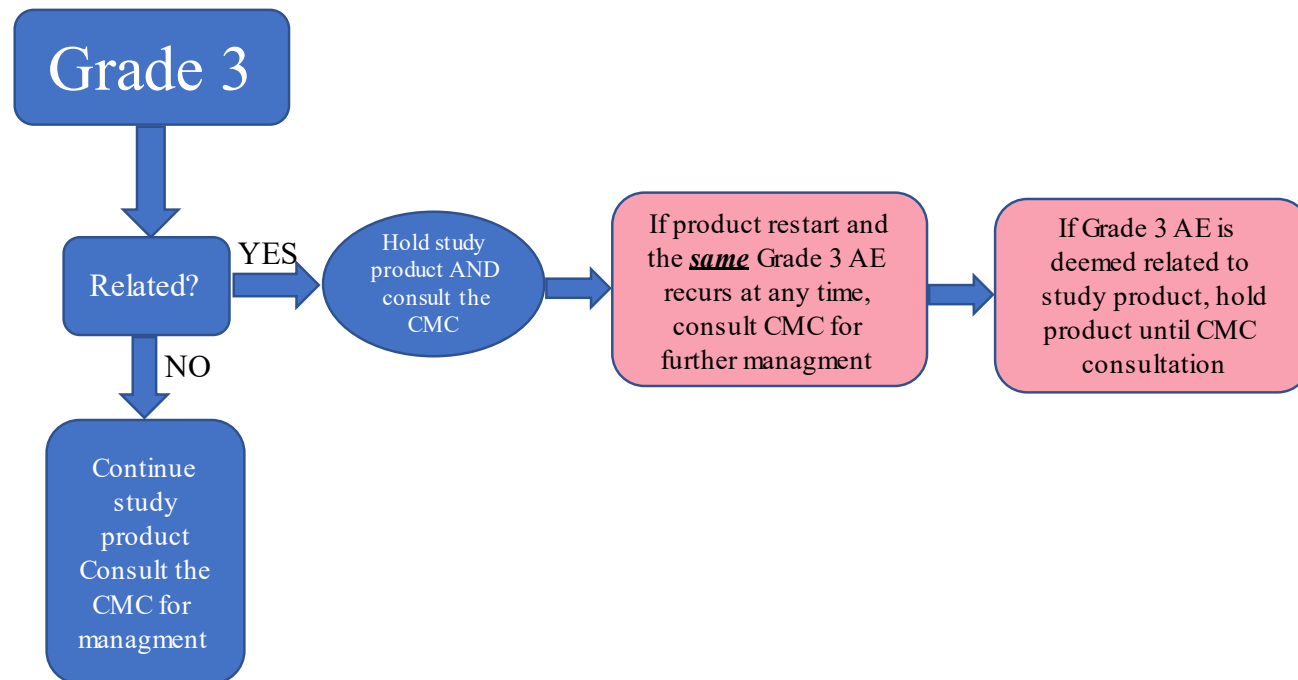 Grade 3
Related?
YES
NO
Hold study
product AND
consult the
CMC
If product restart and
the same Grade 3 AE
recurs at any time,
consult CMC for
further managment
If Grade 3 AE is
deemed related to
study product, hold
product until CMC
consultation
Continue
study
product
Consult the
CMC for
managment